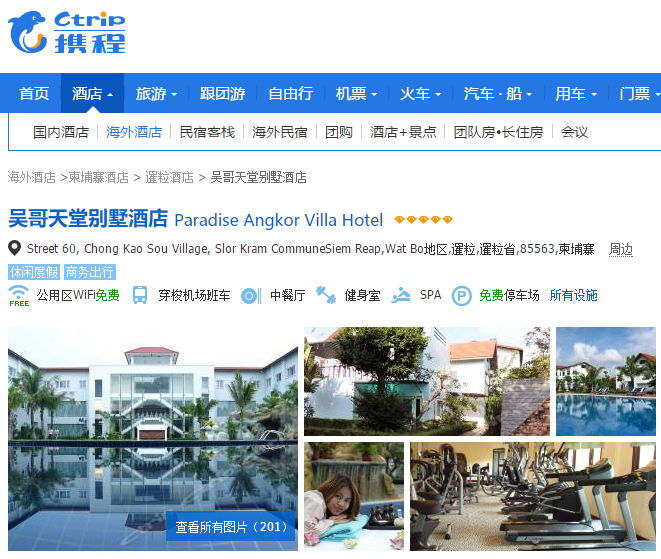 Ctrip
携程
首页 酒店 旅游 跟团游 自由行 机票 火车 汽车·船 用车 门票
国内酒店 海外酒店 民宿客栈 海外民宿 团购 酒店+景点 团队房•长住房 会议
海外酒店 >柬埔寨酒店 > 暹粒酒店 > 吴哥天堂别墅酒店
吴哥天堂别墅酒店 Paradise Angkor Villa Hotel
Street 60, Chong Kao Sou Village, Slor Kram CommuneSiem Reap,Wat Bo地区,暹粒,暹粒省,85563,柬埔寨 周边
休闲度假 商务出行
FREE 公用区WiFi免费 穿梭机场班车 中餐厅 健身室 SPA P 免费停车场 所有设施
查看所有图片（201）